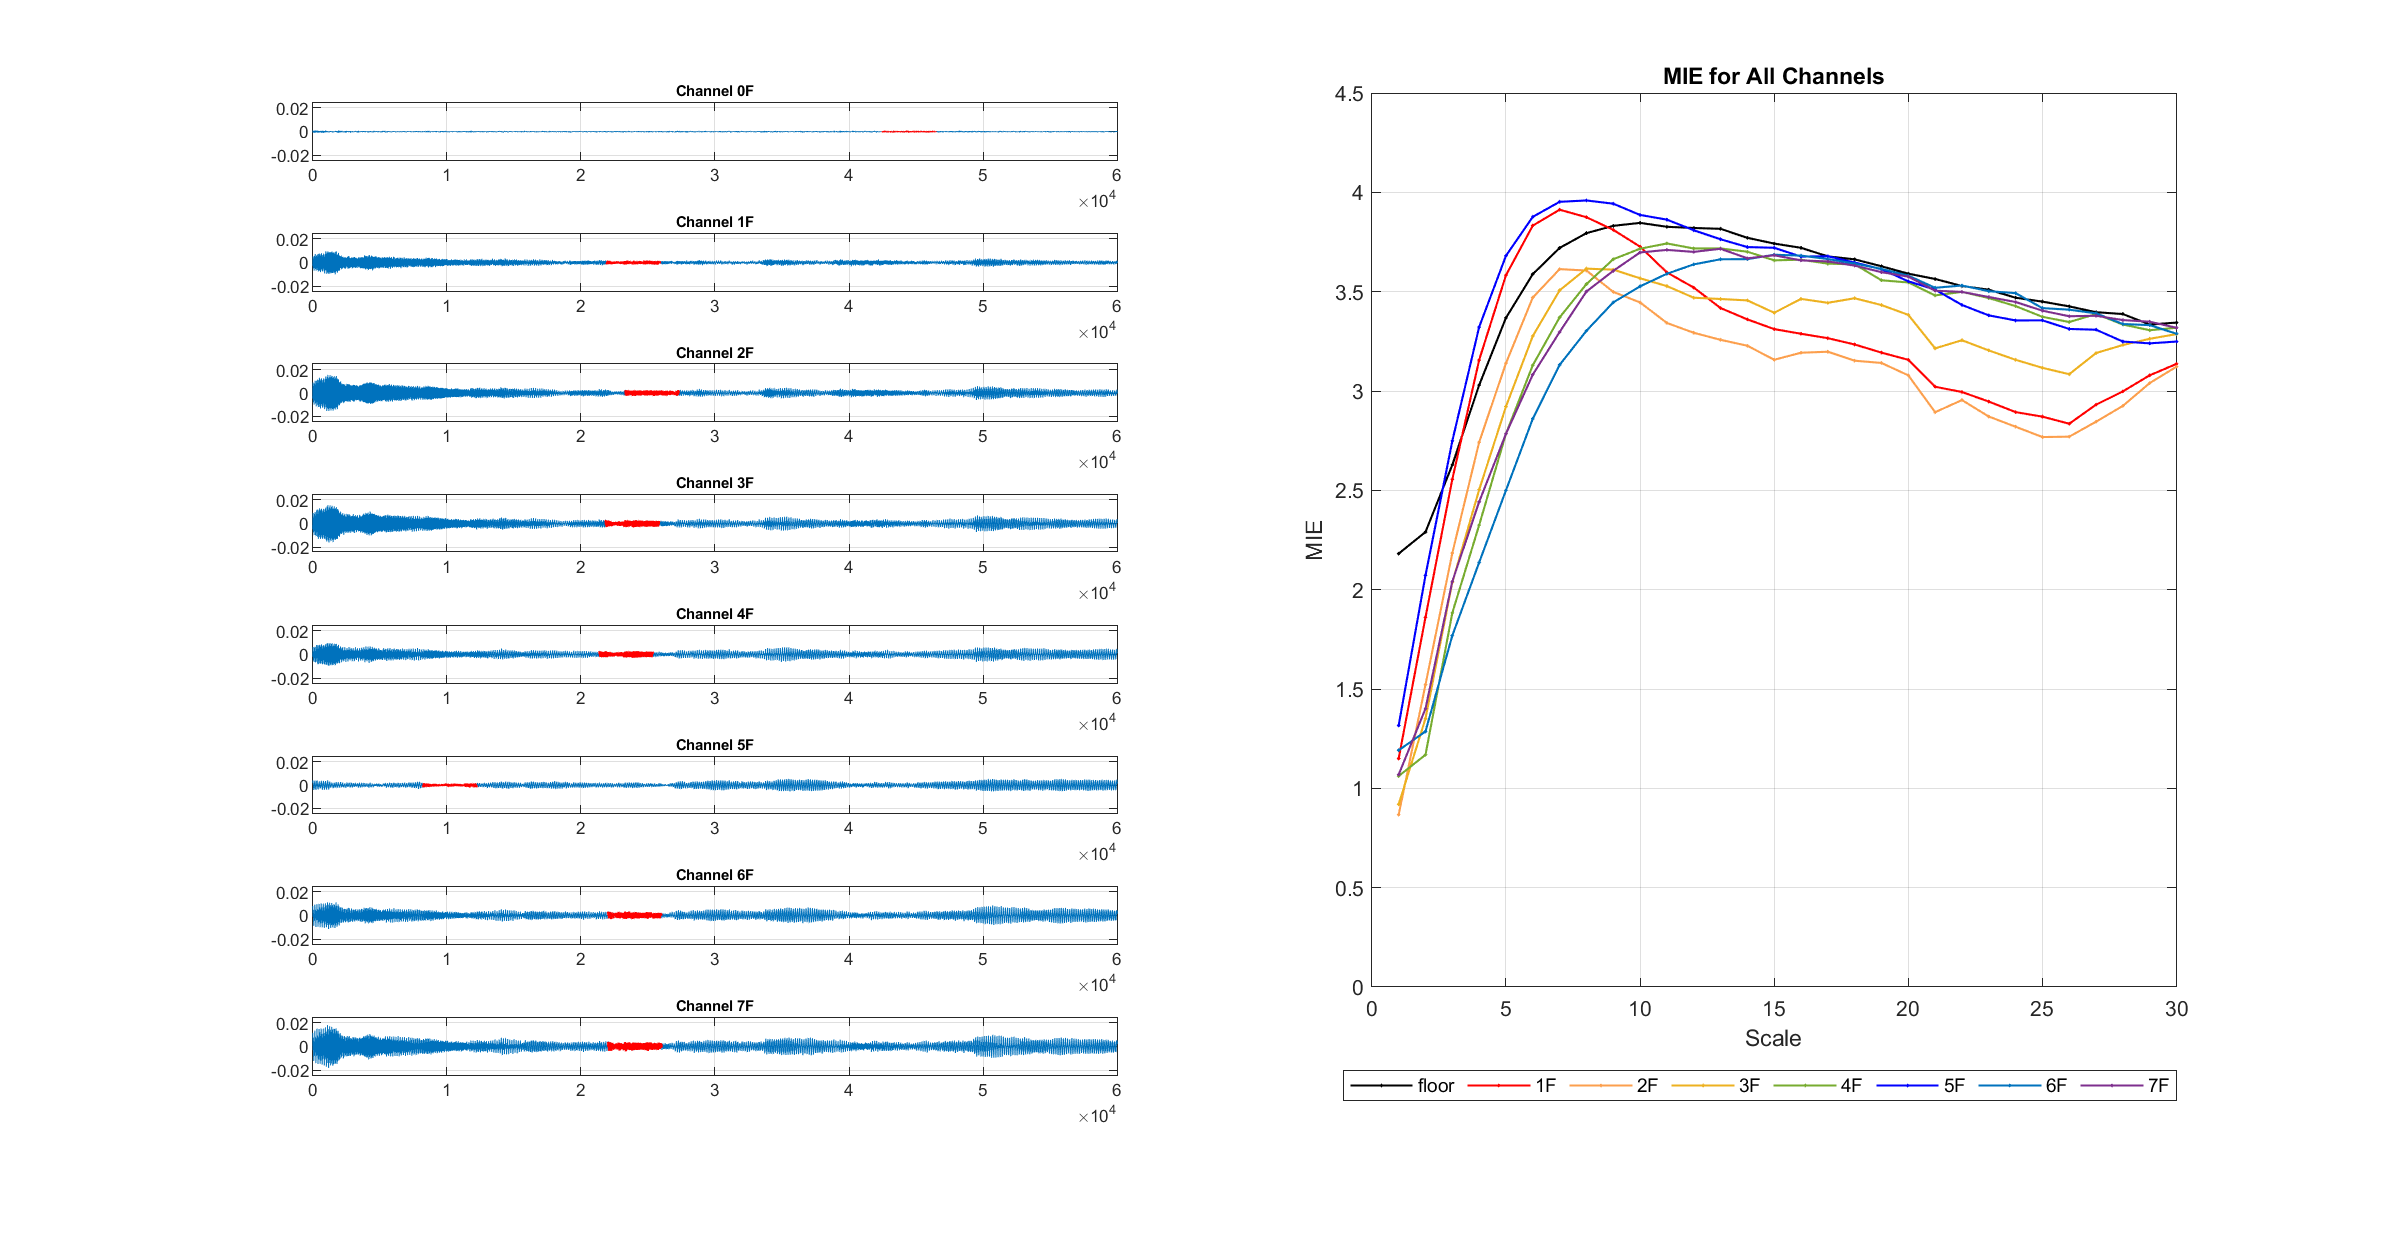 Channel 0F
0.02
0
-0.02
0 1 2 3 4 5 6
×10^4
Channel 1F
0.02
0
-0.02
0 1 2 3 4 5 6
×10^4
Channel 2F
0.02
0
-0.02
0 1 2 3 4 5 6
×10^4
Channel 3F
0.02
0
-0.02
0 1 2 3 4 5 6
×10^4
Channel 4F
0.02
0
-0.02
0 1 2 3 4 5 6
×10^4
Channel 5F
0.02
0
-0.02
0 1 2 3 4 5 6
×10^4
Channel 6F
0.02
0
-0.02
0 1 2 3 4 5 6
×10^4
Channel 7F
0.02
0
-0.02
0 1 2 3 4 5 6
×10^4
MIE for All Channels
4.5
4
3.5
3
2.5
2
1.5
1
0.5
0
MIE
0 5 10 15 20 25 30
Scale
floor 1F 2F 3F 4F 5F 6F 7F